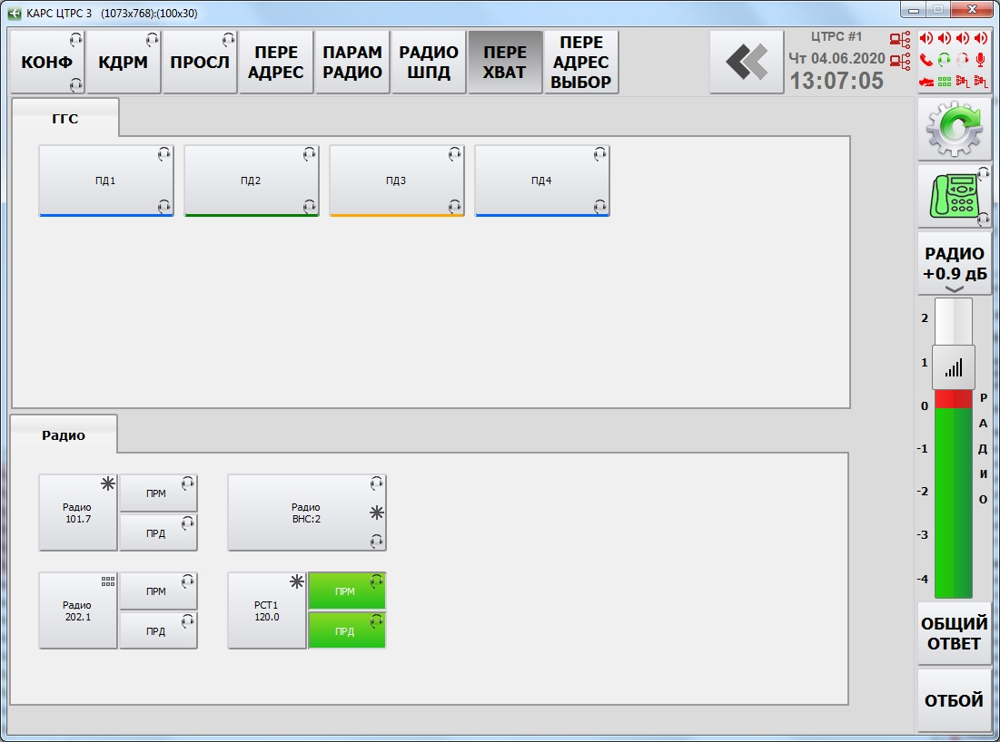 КАРС ЦТРС 3 (1073x768):(100x30)
КОНФ
КДРМ
ПРОСЛ
ПЕРЕ
АДРЕС
ПАРАМ
РАДИО
РАДИО
ШПД
ПЕРЕ
ХВАТ
ПЕРЕ
АДРЕС
ВЫБОР
ЦТРС #1
Чт 04.06.2020
13:07:05
ГГС
ПД1
ПД2
ПД3
ПД4
РАДИО
+0.9 дБ
2
1
0
-1
-2
-3
-4
Р
А
Д
И
О
Радио
Радио
101.7
ПРМ
ПРД
Радио
ВНС:2
Радио
202.1
ПРМ
ПРД
РСТ1
120.0
ПРМ
ПРД
ОБЩИЙ
ОТВЕТ
ОТБОЙ